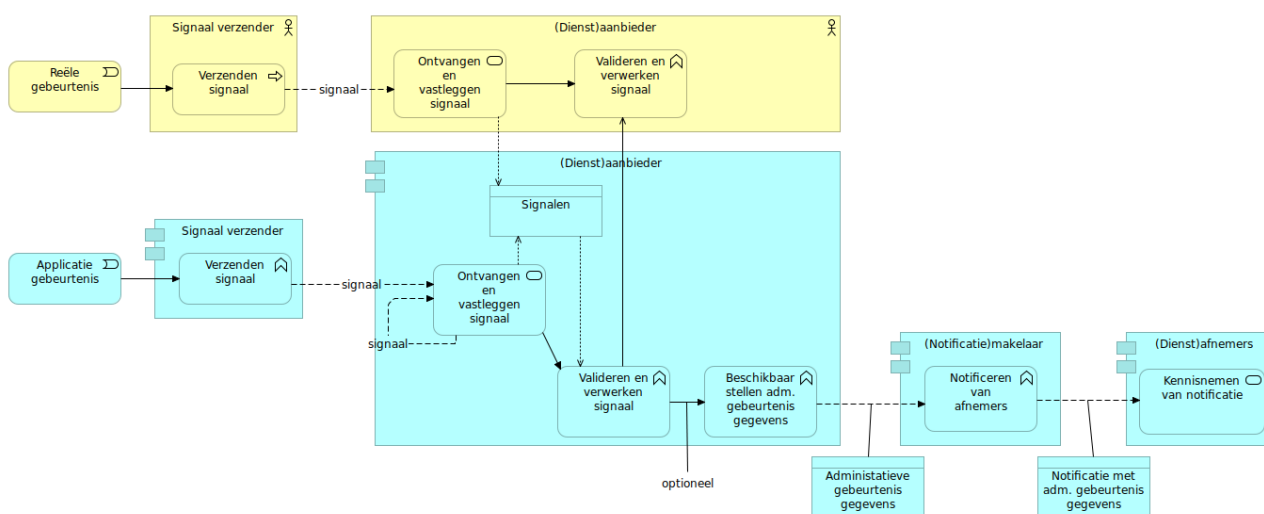 Signaal verzender
(Dienst)aanbieder
Reële
gebeurtenis
Verzenden
signaal
signaal
Ontvangen
en
vastleggen
signaal
Valideren en
verwerken
signaal
(Dienst)aanbieder
Signalen
Signaal verzender
Applicatie
gebeurtenis
Verzenden
signaal
signaal
Ontvangen
en
vastleggen
signaal
signaal
Valideren en
verwerken
signaal
Beschikbaar
stellen adm.
gebeurtenis
gegevens
(Notificatie)makelaar
Notificeren
van
afnemers
(Dienst)afnemers
Kennisnemen
van notificatie
optioneel
Administatieve
gebeurtenis
gegevens
Notificatie met
adm. gebeurtenis
gegevens